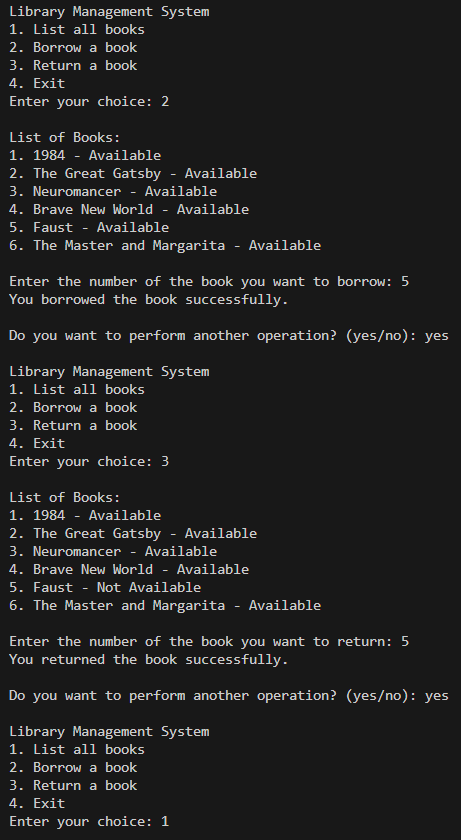 Library Management System
1. List all books
2. Borrow a book
3. Return a book
4. Exit
Enter your choice: 2
List of Books:
1. 1984 - Available
2. The Great Gatsby - Available
3. Neuromancer - Available
4. Brave New World - Available
5. Faust - Available
6. The Master and Margarita - Available
Enter the number of the book you want to borrow: 5
You borrowed the book successfully.
Do you want to perform another operation? (yes/no): yes
Library Management System
1. List all books
2. Borrow a book
3. Return a book
4. Exit
Enter your choice: 3
List of Books:
1. 1984 - Available
2. The Great Gatsby - Available
3. Neuromancer - Available
4. Brave New World - Available
5. Faust - Not Available
6. The Master and Margarita - Available
Enter the number of the book you want to return: 5
You returned the book successfully.
Do you want to perform another operation? (yes/no): yes
Library Management System
1. List all books
2. Borrow a book
3. Return a book
4. Exit
Enter your choice: 1